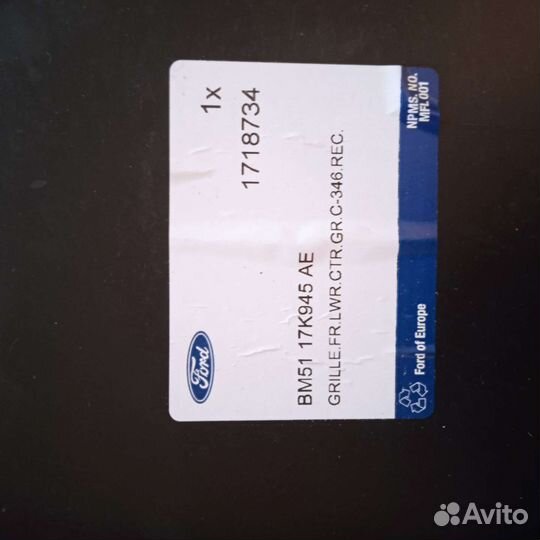 Ford
1x
1718734
BM51 17K945 AE
GRILLE.FR.LWR.CTR.GR.C-346.REC.
Ford of Europe
NPMS. NO.
MFL001
Avito